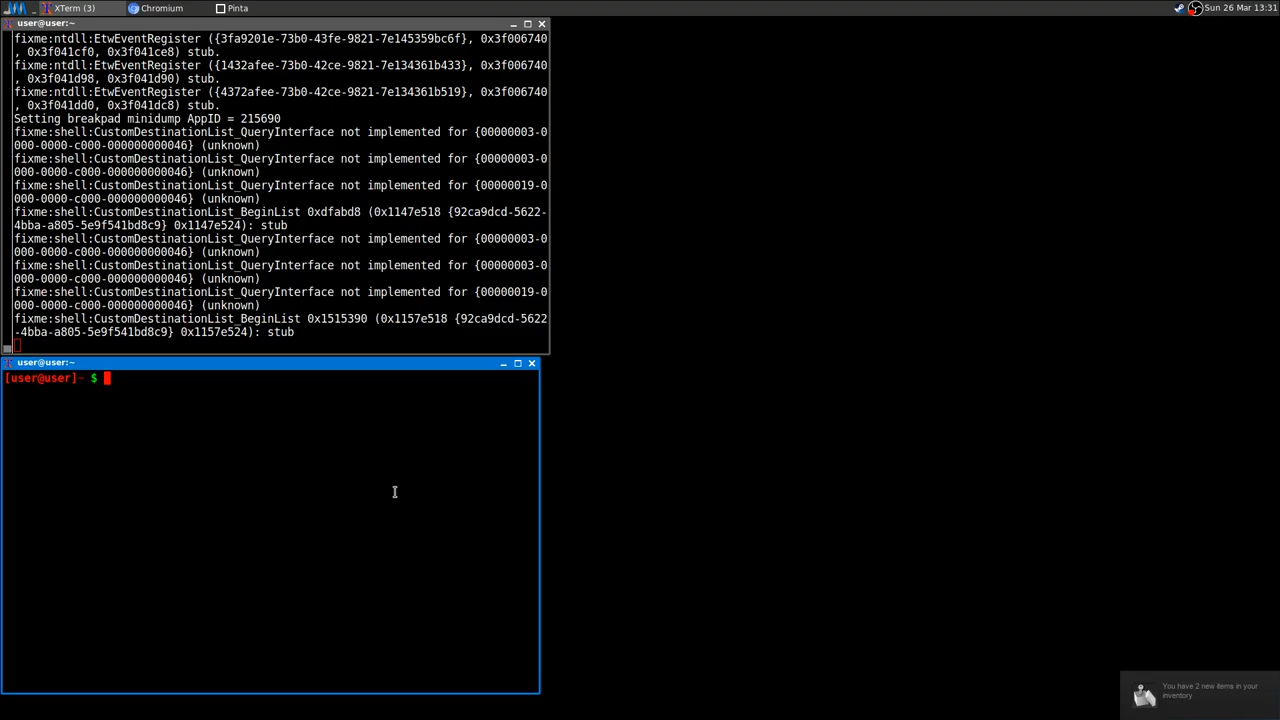 XTerm (3) Chromium Pinta Sun 26 Mar 13:31
user@user:~
fixme:ntdll:EtwEventRegister ({3fa9201e-73b0-43fe-9821-7e145359bc6f}, 0x3f006740
, 0x3f041cf0, 0x3f041ce8) stub.
fixme:ntdll:EtwEventRegister ({1432afee-73b0-42ce-9821-7e134361b433}, 0x3f006740
, 0x3f041d98, 0x3f041d90) stub.
fixme:ntdll:EtwEventRegister ({4372afee-73b0-42ce-9821-7e134361b519}, 0x3f006740
, 0x3f041dd0, 0x3f041dc8) stub.
Setting breakpad minidump AppID = 215690
fixme:shell:CustomDestinationList_QueryInterface not implemented for {00000003-0
000-0000-c000-000000000046} (unknown)
fixme:shell:CustomDestinationList_QueryInterface not implemented for {00000003-0
000-0000-c000-000000000046} (unknown)
fixme:shell:CustomDestinationList_QueryInterface not implemented for {00000019-0
000-0000-c000-000000000046} (unknown)
fixme:shell:CustomDestinationList_BeginList 0xdfabd8 (0x1147e518 {92ca9dcd-5622-
4bba-a805-5e9f541bd8c9} 0x1147e524): stub
fixme:shell:CustomDestinationList_QueryInterface not implemented for {00000003-0
000-0000-c000-000000000046} (unknown)
fixme:shell:CustomDestinationList_QueryInterface not implemented for {00000003-0
000-0000-c000-000000000046} (unknown)
fixme:shell:CustomDestinationList_QueryInterface not implemented for {00000019-0
000-0000-c000-000000000046} (unknown)
fixme:shell:CustomDestinationList_BeginList 0x1515390 (0x1157e518 {92ca9dcd-5622
-4bba-a805-5e9f541bd8c9} 0x1157e524): stub
user@user:~
[user@user]~ $
You have 2 new items in your
inventory